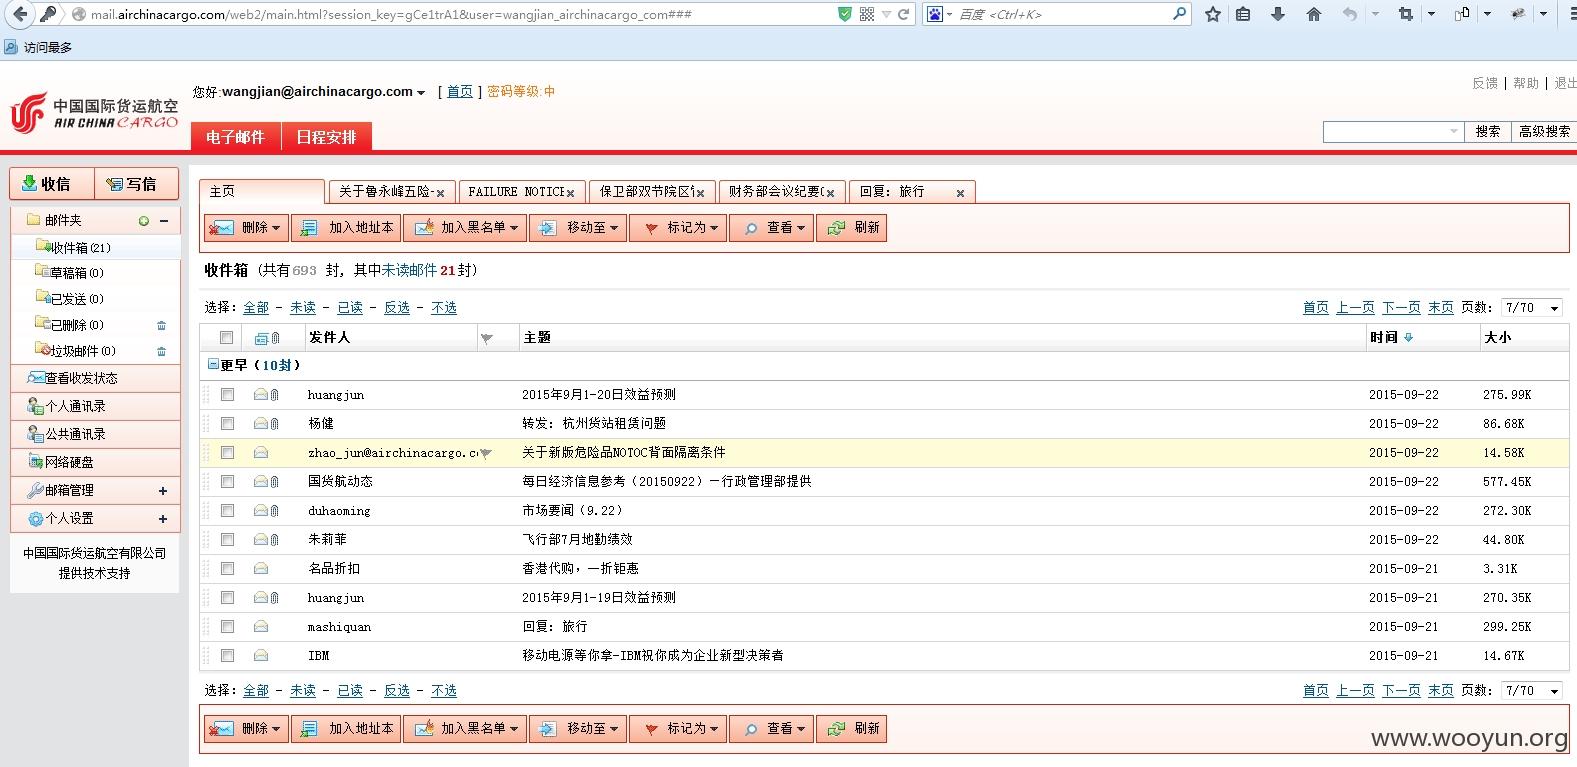 mail.airchinacargo.com/web2/main.html?session_key=gCe1trA1&user=wangjian_airchinacargo_com###
百度 <Ctrl+K>
访问最多
中国国际货运航空
AIR CHINA CARGO
您好:wangjian@airchinacargo.com [ 首页 ] 密码等级:中
反馈 | 帮助 | 退出
电子邮件 日程安排
搜索 高级搜索
收信 写信
邮件夹
收件箱(21)
草稿箱(0)
已发送(0)
已删除(0)
垃圾邮件(0)
查看收发状态
个人通讯录
公共通讯录
网络硬盘
邮箱管理 +
个人设置 +
中国国际货运航空有限公司
提供技术支持
主页 关于鲁永峰五险- FAILURE NOTICE 保卫部双节院区 财务部会议纪要( 回复: 旅行
删除 加入地址本 加入黑名单 移动至 标记为 查看 刷新
收件箱 (共有693 封, 其中未读邮件21封)
选择: 全部 - 未读 - 已读 - 反选 - 不选 首页 上一页 下一页 末页 页数: 7/70
发件人 主题 时间 大小
更早 (10封)
huangjun 2015年9月1-20日效益预测 2015-09-22 275.99K
杨健 转发: 杭州货站租赁问题 2015-09-22 86.68K
zhao_jun@airchinacargo.c 关于新版危险品NOTOC背面隔离条件 2015-09-22 14.58K
国货航动态 每日经济信息参考 (20150922) —行政管理部提供 2015-09-22 577.45K
duhaoming 市场要闻 (9.22) 2015-09-22 272.30K
朱莉菲 飞行部7月地勤绩效 2015-09-22 44.80K
名品折扣 香港代购, 一折钜惠 2015-09-21 3.31K
huangjun 2015年9月1-19日效益预测 2015-09-21 270.35K
mashiquan 回复: 旅行 2015-09-21 299.25K
IBM 移动电源等你拿-IBM祝你成为企业新型决策者 2015-09-21 14.67K
选择: 全部 - 未读 - 已读 - 反选 - 不选 首页 上一页 下一页 末页 页数: 7/70
删除 加入地址本 加入黑名单 移动至 标记为 查看 刷新
www.wooyun.org